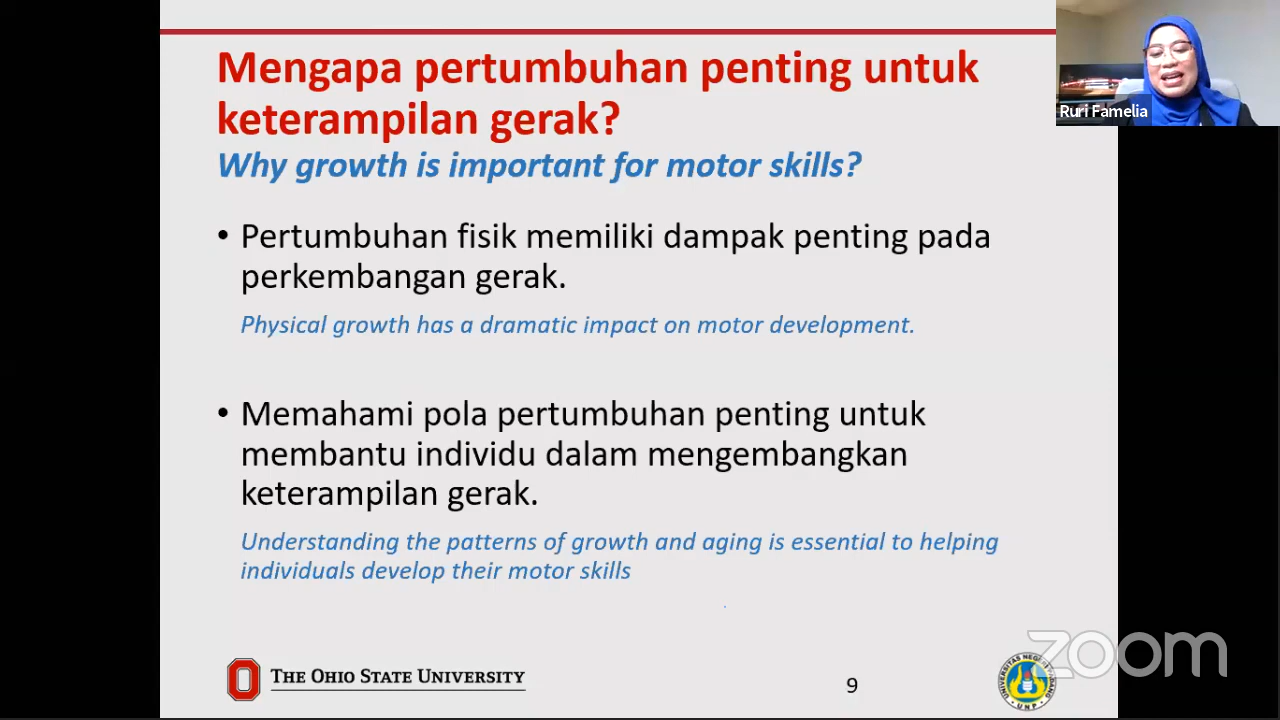 Mengapa pertumbuhan penting untuk
keterampilan gerak?
Why growth is important for motor skills?
• Pertumbuhan fisik memiliki dampak penting pada
perkembangan gerak.
Physical growth has a dramatic impact on motor development.
• Memahami pola pertumbuhan penting untuk
membantu individu dalam mengembangkan
keterampilan gerak.
Understanding the patterns of growth and aging is essential to helping
individuals develop their motor skills
THE OHIO STATE UNIVERSITY
9
UNP
zoom
Ruri Famelia